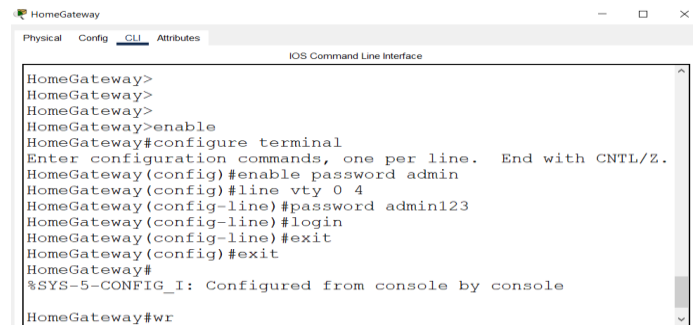 HomeGateway
Physical Config CLI Attributes
IOS Command Line Interface
HomeGateway>
HomeGateway>
HomeGateway>
HomeGateway>enable
HomeGateway#configure terminal
Enter configuration commands, one per line.  End with CNTL/Z.
HomeGateway(config)#enable password admin
HomeGateway(config)#line vty 0 4
HomeGateway(config-line)#password admin123
HomeGateway(config-line)#login
HomeGateway(config-line)#exit
HomeGateway(config)#exit
HomeGateway#
%SYS-5-CONFIG_I: Configured from console by console
HomeGateway#wr